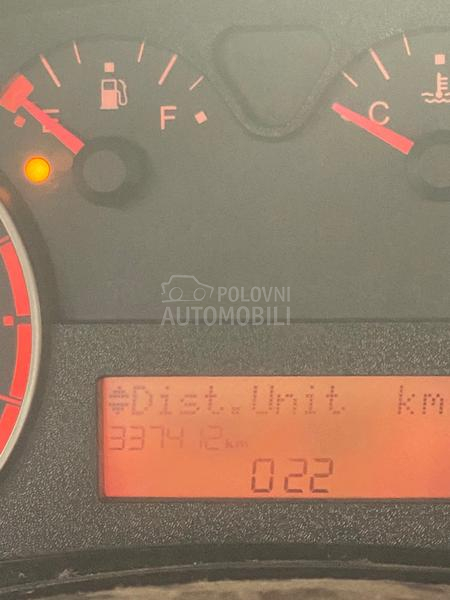 E F C
POLOVNI
AUTOMOBILI
Dist.Unit km
337412km
022